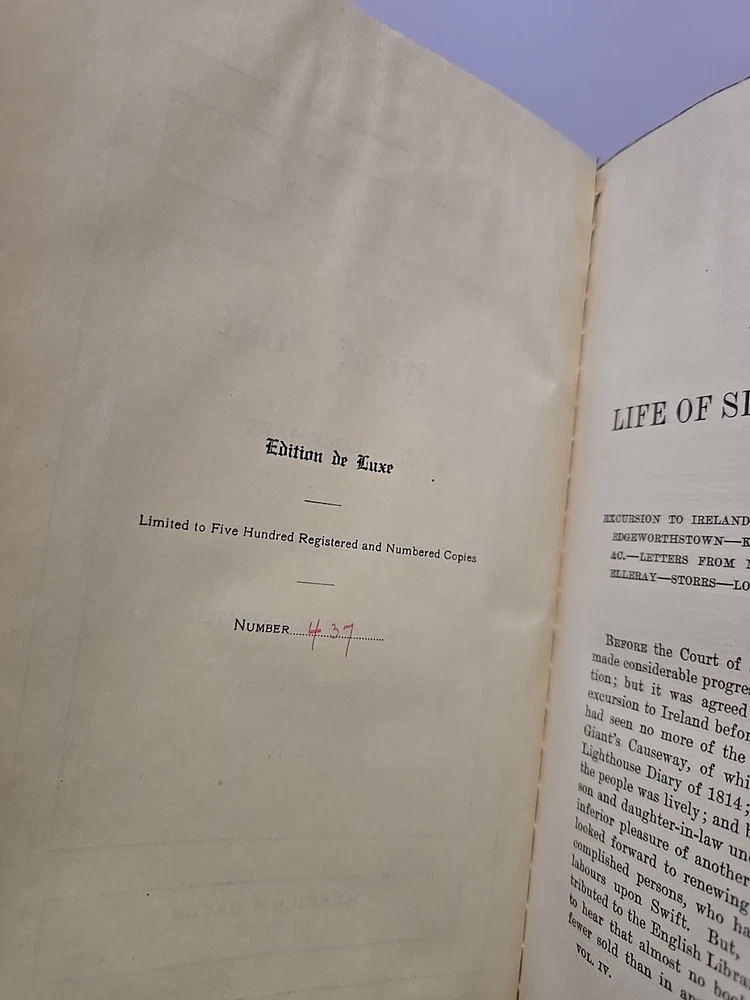 Edition de Luxe
Limited to Five Hundred Registered and Numbered Copies
NUMBER 437
LIFE OF
EXCURSION TO IRELAND
EDGEWORTHSTOWN—K
&C.—LETTERS FROM
ELLERAY—STORRS—LO
BEFORE the Court of
made considerable progre
tion; but it was agreed
excursion to Ireland befor
had seen no more of the
Giant's Causeway, of whi
Lighthouse Diary of 1814;
the people was lively; and h
son and daughter-in-law un
inferior pleasure of another
looked forward to renewing
complished persons, who ha
labours upon Swift. But,
tributed to the English Libra
to hear that almost no bo
fewer sold than in
VOL. IV.